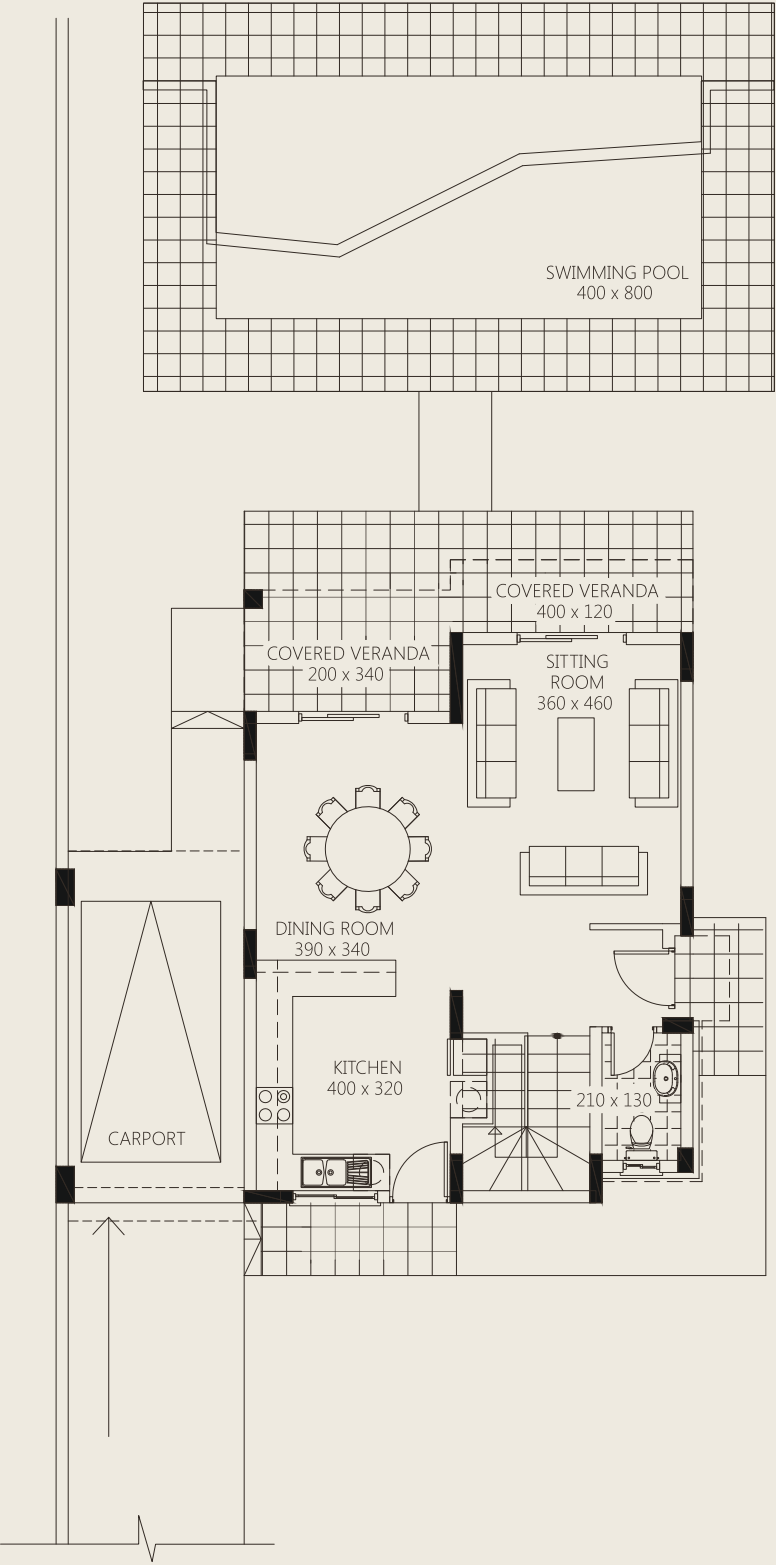 SWIMMING POOL
400 x 800
COVERED VERANDA
400 x 120
COVERED VERANDA
200 x 340
SITTING
ROOM
360 x 460
DINING ROOM
390 x 340
KITCHEN
400 x 320
210 x 130
CARPORT